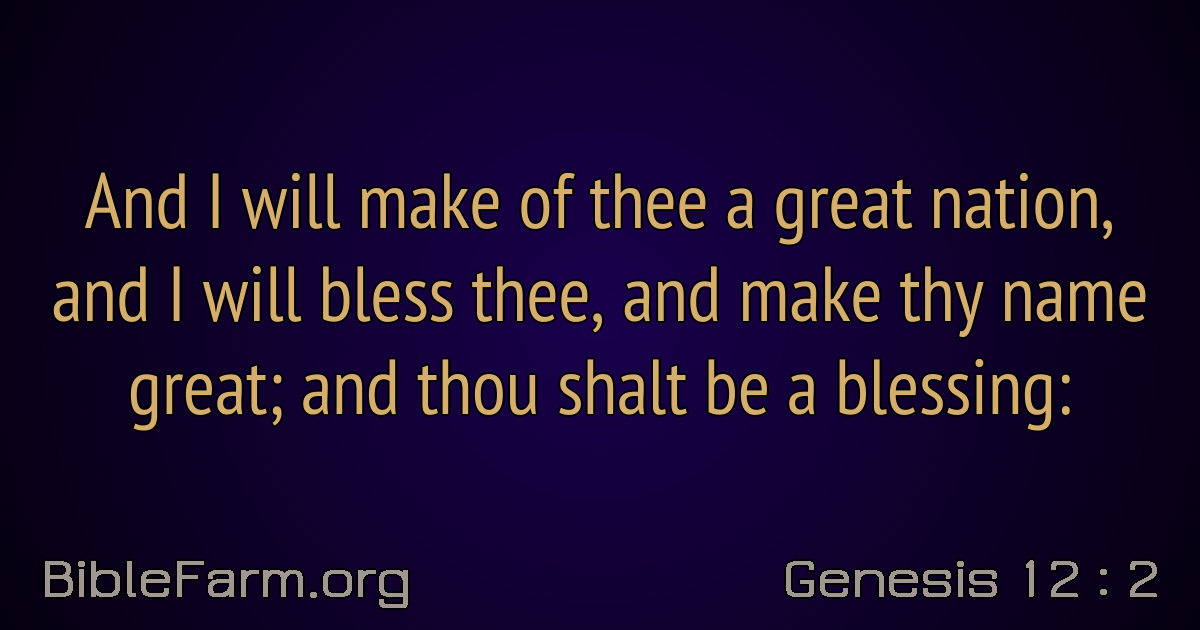 And I will make of thee a great nation,
and I will bless thee, and make thy name
great; and thou shalt be a blessing:
BibleFarm.org
Genesis 12 : 2